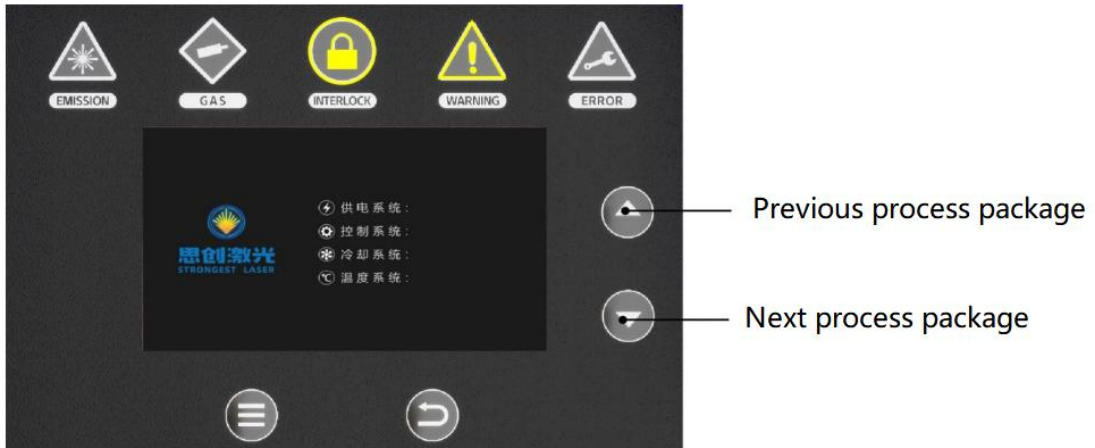 EMISSION
GAS
INTERLOCK
WARNING
ERROR
供电系统:
控制系统:
冷却系统:
℃ 温度系统:
思创激光
STRONGEST LASER
Previous process package
Next process package